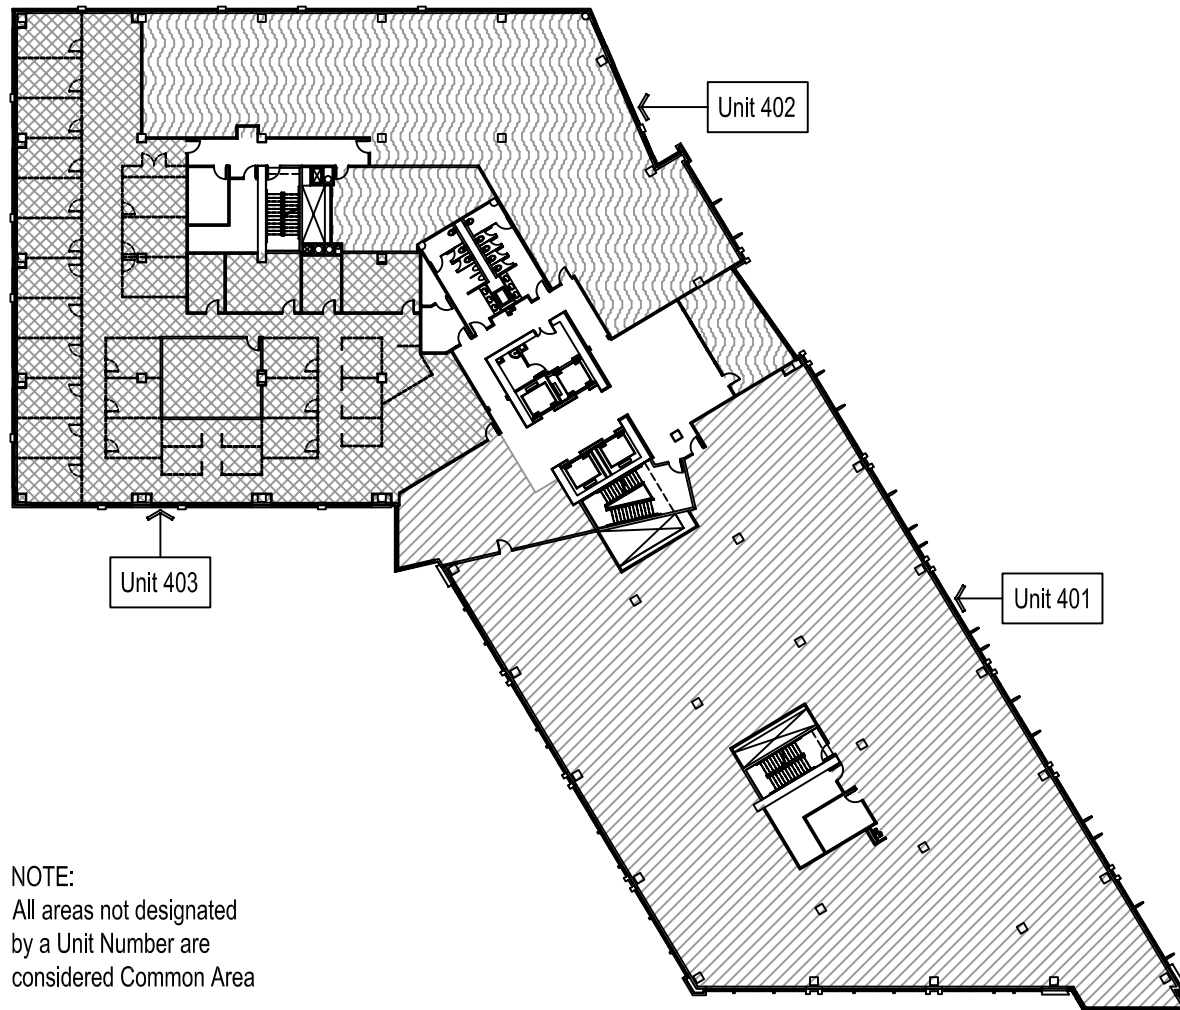 Unit 402
Unit 403
Unit 401
NOTE:
All areas not designated
by a Unit Number are
considered Common Area